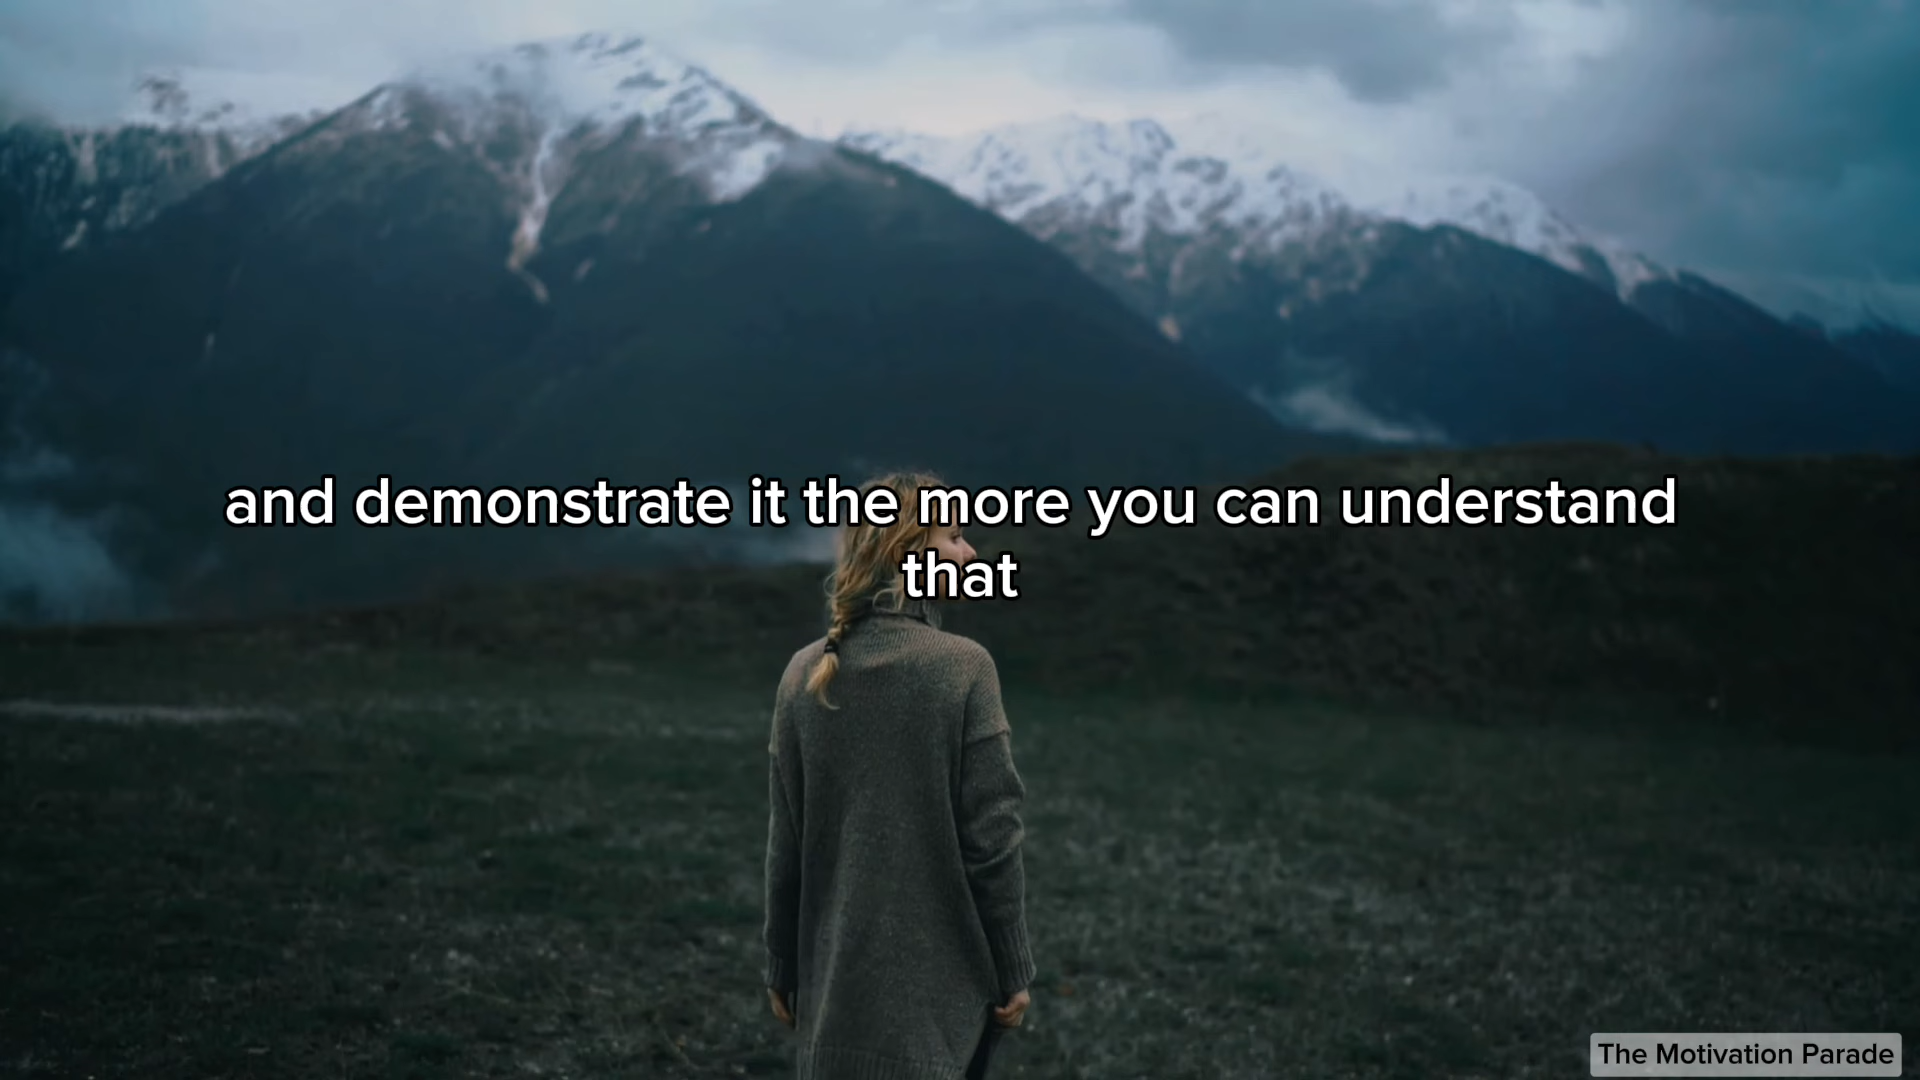 and demonstrate it the more you can understand
that
The Motivation Parade